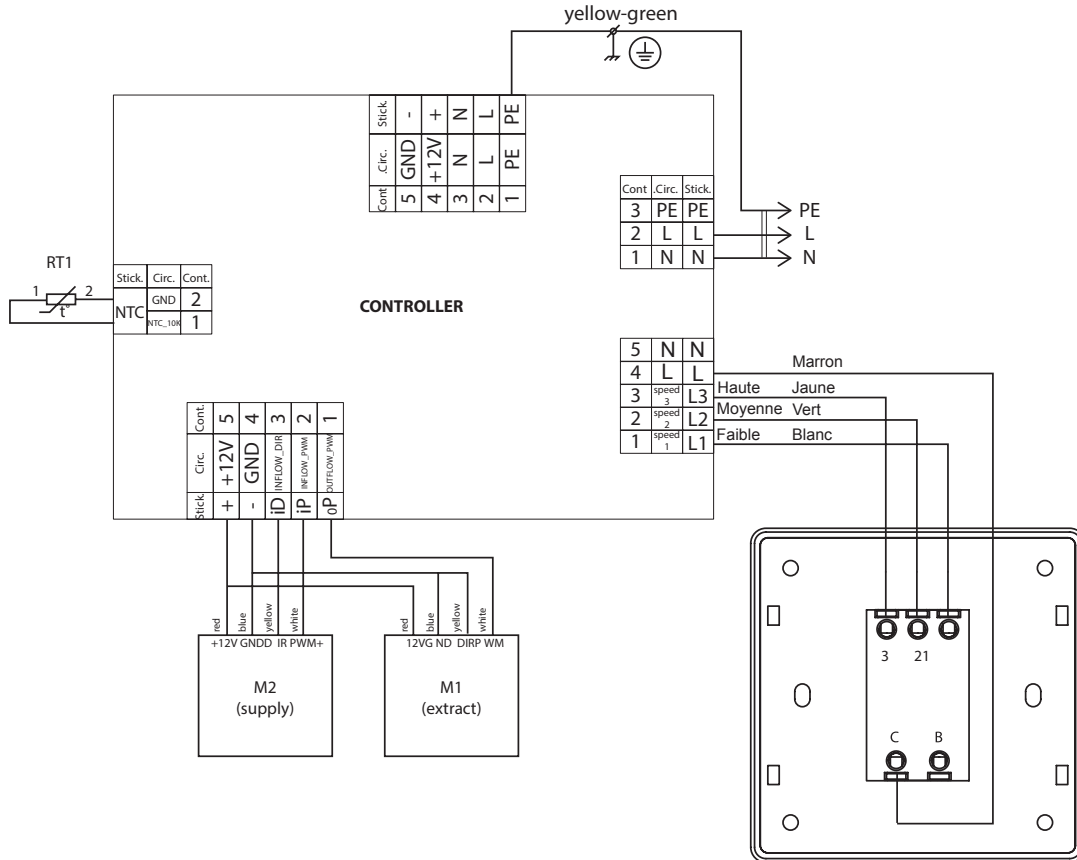 yellow-green
Stick. - + N L PE
.Circ. GND +12V N L PE
Cont 5 4 3 2 1
Cont .Circ. Stick.
3 PE PE
2 L L
1 N N
PE
L
N
RT1
1 2
t°
Stick. Circ. Cont.
NTC
GND 2
NTC_10K 1
CONTROLLER
5 N N
4 L L
3 speed 3 L3
2 speed 2 L2
1 speed 1 L1
Marron
Haute Jaune
Moyenne Vert
Faible Blanc
Cont. 5 4 3 2 1
Circ. +12V GND INFLOW_DIR INFLOW_PWM OUTFLOW_PWM
Stick. + - iD iP oP
red blue yellow white
+12V GNDD IR PWM+
M2
(supply)
red blue yellow white
12VG ND DIRP WM
M1
(extract)
3 21
C B